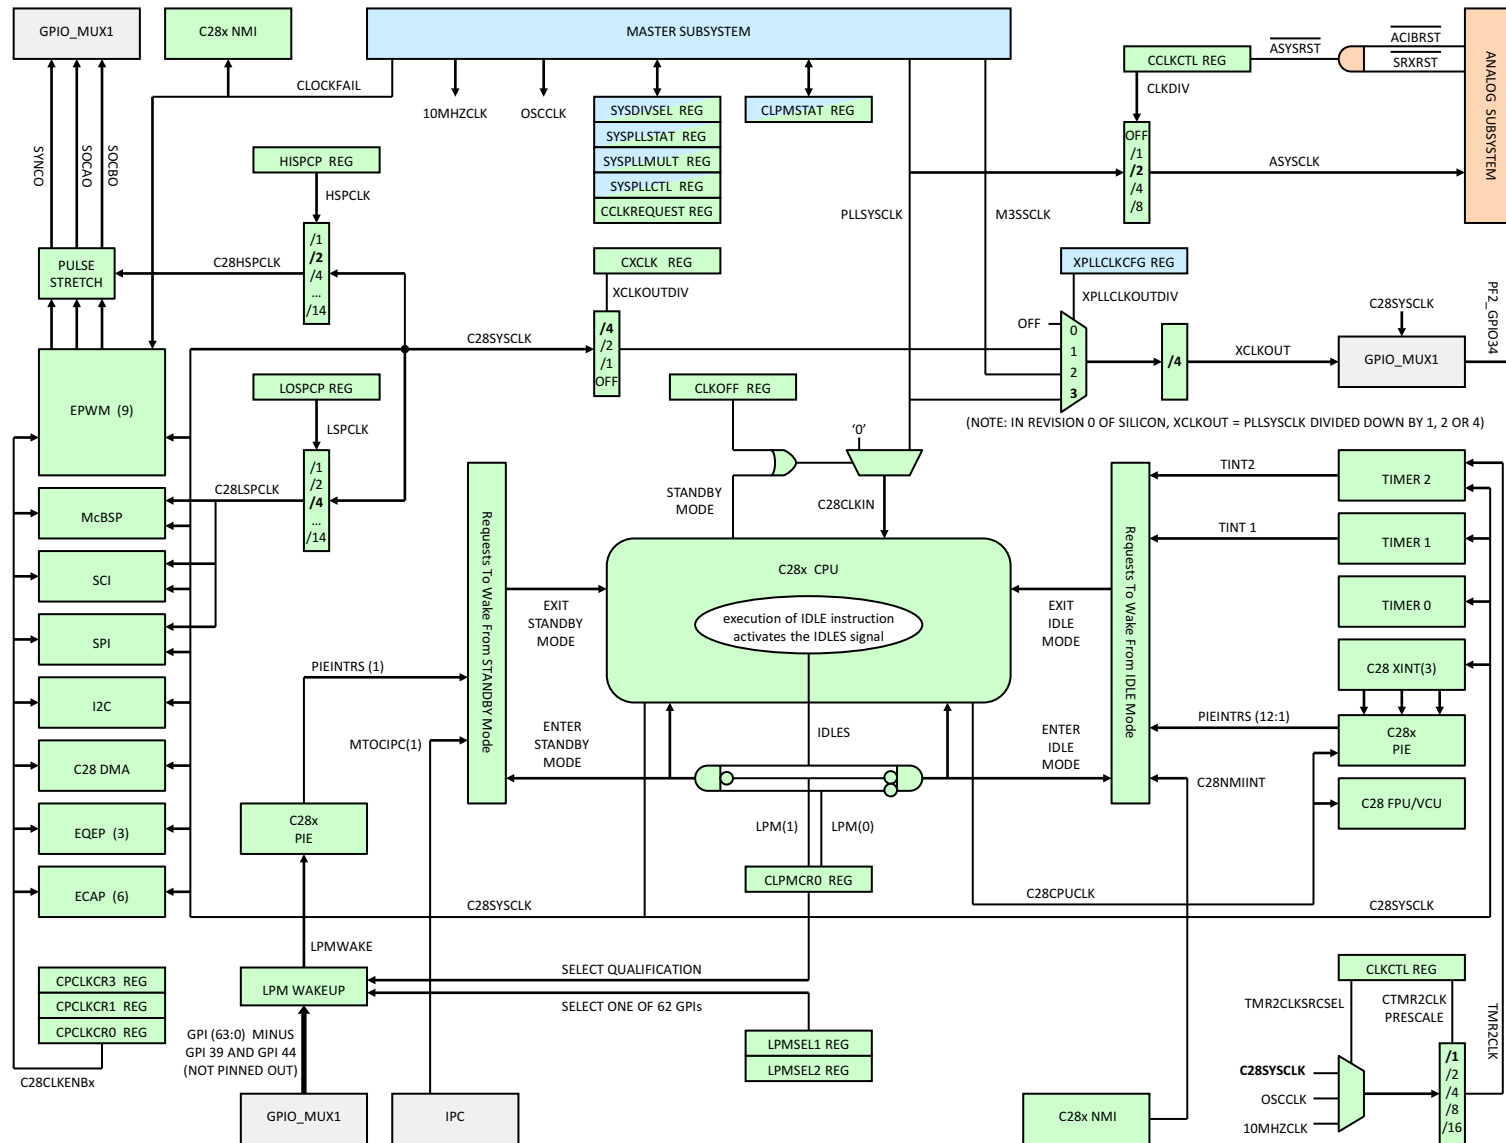 GPIO_MUX1
C28x NMI
MASTER SUBSYSTEM
ANALOG SUBSYSTEM
ACIBRST
SRXRST
ASYSRST
CCLKCTL REG
CLKDIV
OFF
/1
/2
/4
/8
ASYSCLK
CLOCKFAIL
10MHZCLK
OSCCLK
SYSDIVSEL REG
SYSPLLSTAT REG
SYSPLLMULT REG
SYSPLLCTL REG
CCLKREQUEST REG
CLPMSTAT REG
PLLSYSCLK
M3SSCLK
SYNCO
SOCAO
SOCBO
HISPCP REG
HSPCLK
/1
/2
/4
...
/14
C28HSPCLK
PULSE
STRETCH
CXCLK REG
XCLKOUTDIV
/4
/2
/1
OFF
C28SYSCLK
XPLLCLKCFG REG
XPLLCLKOUTDIV
OFF
0
1
2
3
/4
XCLKOUT
C28SYSCLK
GPIO_MUX1
PF2_GPIO34
(NOTE: IN REVISION 0 OF SILICON, XCLKOUT = PLLSYSCLK DIVIDED DOWN BY 1, 2 OR 4)
EPWM (9)
LOSPCP REG
LSPCLK
/1
/2
/4
...
/14
C28LSPCLK
CLKOFF REG
'0'
STANDBY
MODE
C28CLKIN
McBSP
SCI
SPI
I2C
C28 DMA
EQEP (3)
ECAP (6)
Requests To Wake From STANDBY Mode
EXIT
STANDBY
MODE
C28x CPU
execution of IDLE instruction
activates the IDLES signal
EXIT
IDLE
MODE
Requests To Wake From IDLE Mode
TINT2
TIMER 2
TINT 1
TIMER 1
TIMER 0
C28 XINT(3)
PIEINTRS (12:1)
C28x
PIE
C28NMIINT
C28 FPU/VCU
PIEINTRS (1)
MTOCIPC(1)
ENTER
STANDBY
MODE
IDLES
ENTER
IDLE
MODE
LPM(1)
LPM(0)
C28x
PIE
CLPMCR0 REG
C28SYSCLK
C28CPUCLK
C28SYSCLK
LPMWAKE
LPM WAKEUP
SELECT QUALIFICATION
SELECT ONE OF 62 GPIs
CPCLKCR3 REG
CPCLKCR1 REG
CPCLKCR0 REG
C28CLKENBx
GPI (63:0) MINUS
GPI 39 AND GPI 44
(NOT PINNED OUT)
LPMSEL1 REG
LPMSEL2 REG
GPIO_MUX1
IPC
C28x NMI
CLKCTL REG
TMR2CLKSRCSEL
CTMR2CLK
PRESCALE
TMR2CLK
C28SYSCLK
OSCCLK
10MHZCLK
/1
/2
/4
/8
/16